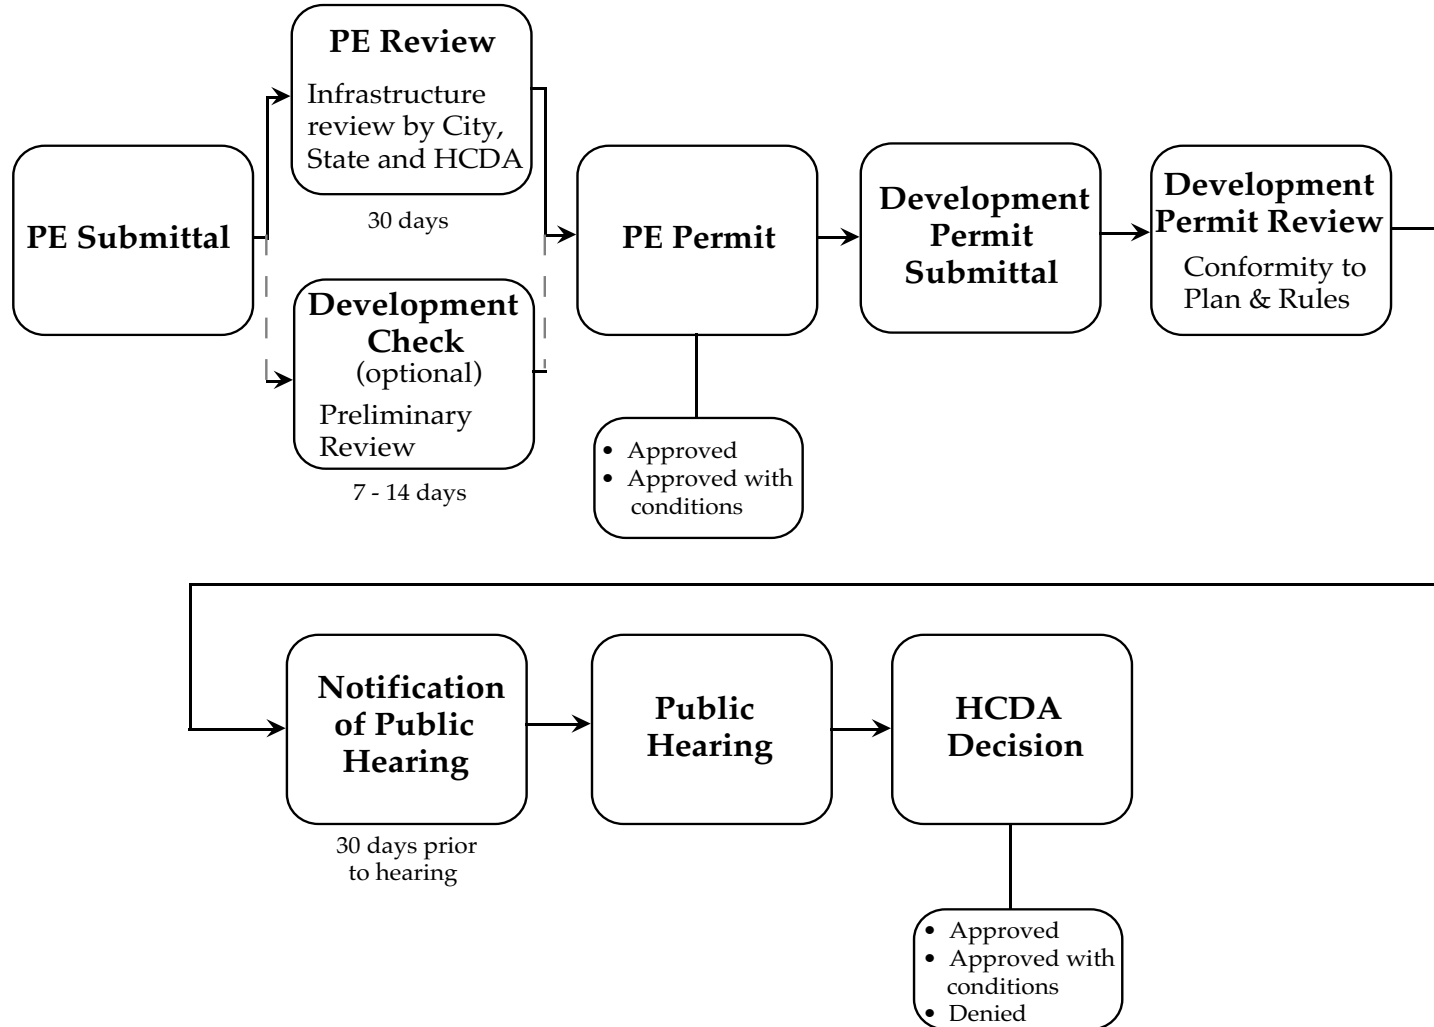 PE Review
Infrastructure
review by City,
State and HCDA
30 days
PE Submittal
Development
Check
(optional)
Preliminary
Review
7 - 14 days
PE Permit
• Approved
• Approved with
conditions
Development
Permit
Submittal
Development
Permit Review
Conformity to
Plan & Rules
Notification
of Public
Hearing
30 days prior
to hearing
Public
Hearing
HCDA
Decision
• Approved
• Approved with
conditions
• Denied